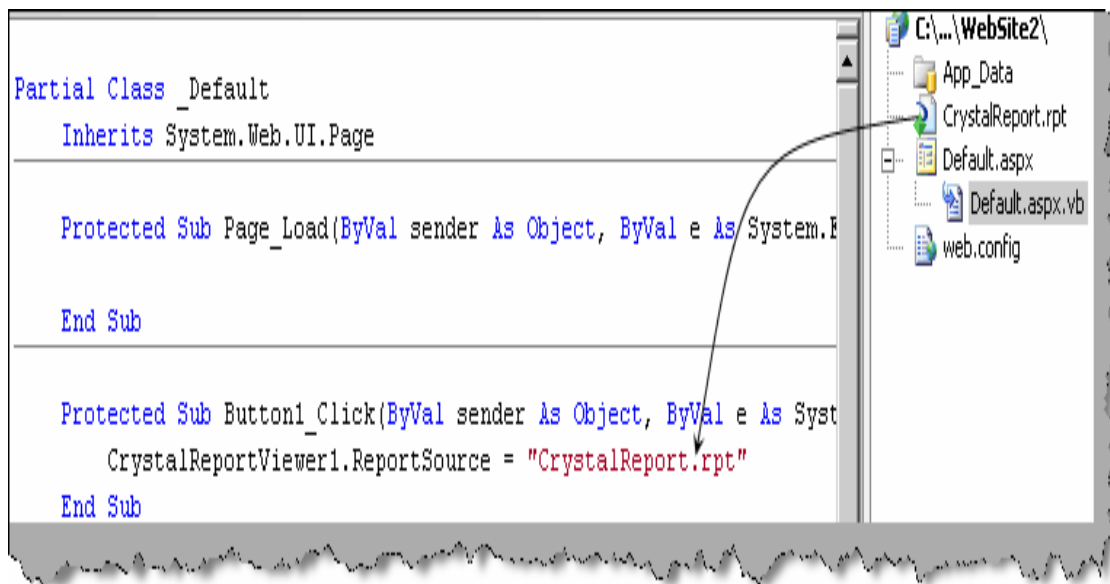 Partial Class _Default
Inherits System.Web.UI.Page
Protected Sub Page_Load(ByVal sender As Object, ByVal e As System.E
End Sub
Protected Sub Button1_Click(ByVal sender As Object, ByVal e As Syst
CrystalReportViewer1.ReportSource = "CrystalReport.rpt"
End Sub
C:\...\WebSite2\
App_Data
CrystalReport.rpt
Default.aspx
Default.aspx.vb
web.config